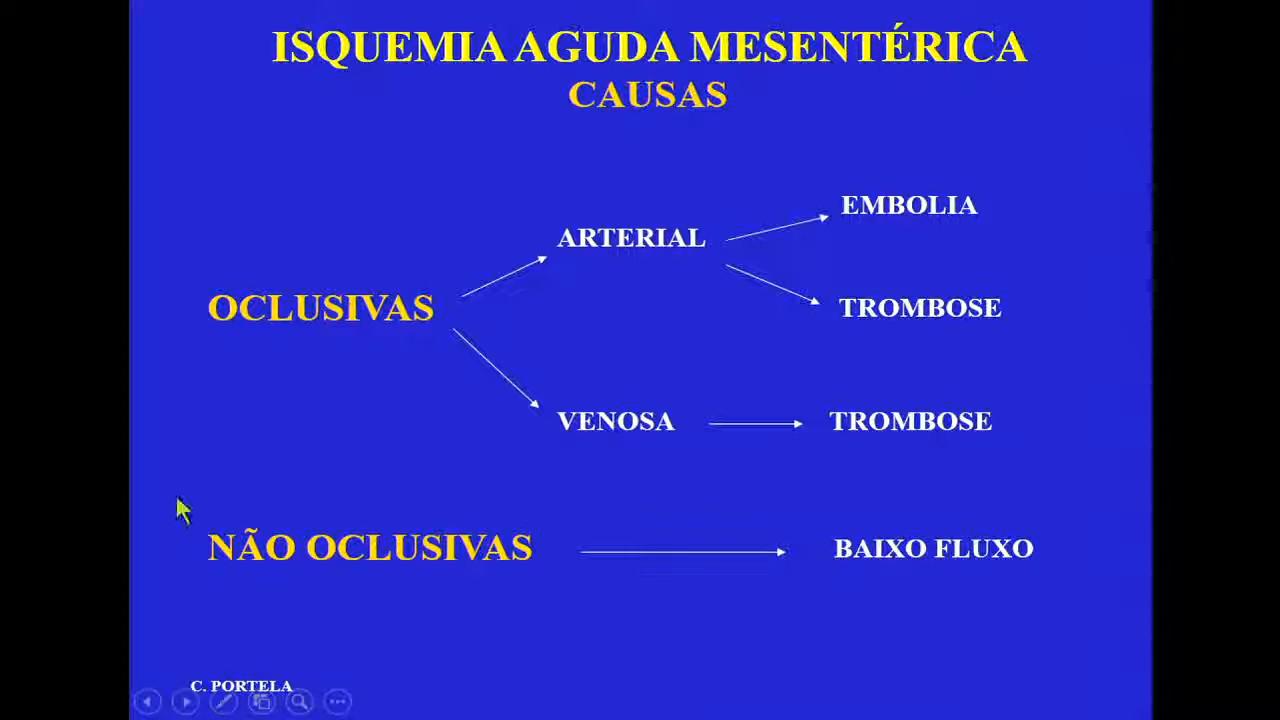 ISQUEMIA AGUDA MESENTÉRICA
CAUSAS
EMBOLIA
ARTERIAL
OCLUSIVAS
TROMBOSE
VENOSA
TROMBOSE
NÃO OCLUSIVAS
BAIXO FLUXO
C. PORTELA